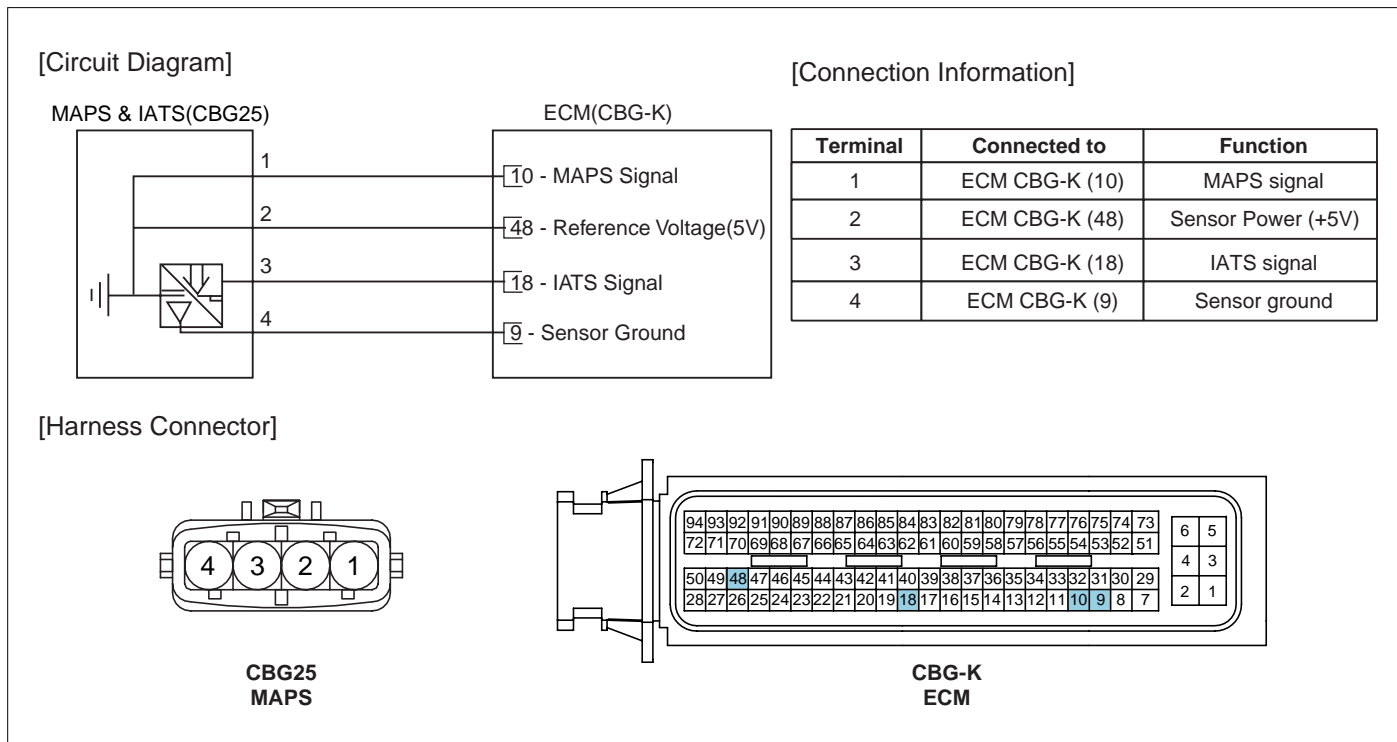 [Circuit Diagram]
MAPS & IATS(CBG25)
ECM(CBG-K)
1
10 - MAPS Signal
2
48 - Reference Voltage(5V)
3
18 - IATS Signal
4
9 - Sensor Ground
[Connection Information]
Terminal Connected to Function
1 ECM CBG-K (10) MAPS signal
2 ECM CBG-K (48) Sensor Power (+5V)
3 ECM CBG-K (18) IATS signal
4 ECM CBG-K (9) Sensor ground
[Harness Connector]
4 3 2 1
CBG25
MAPS
94 93 92 91 90 89 88 87 86 85 84 83 82 81 80 79 78 77 76 75 74 73
72 71 70 69 68 67 66 65 64 63 62 61 60 59 58 57 56 55 54 53 52 51
50 49 48 47 46 45 44 43 42 41 40 39 38 37 36 35 34 33 32 31 30 29
28 27 26 25 24 23 22 21 20 19 18 17 16 15 14 13 12 11 10 9 8 7
6 5
4 3
2 1
CBG-K
ECM